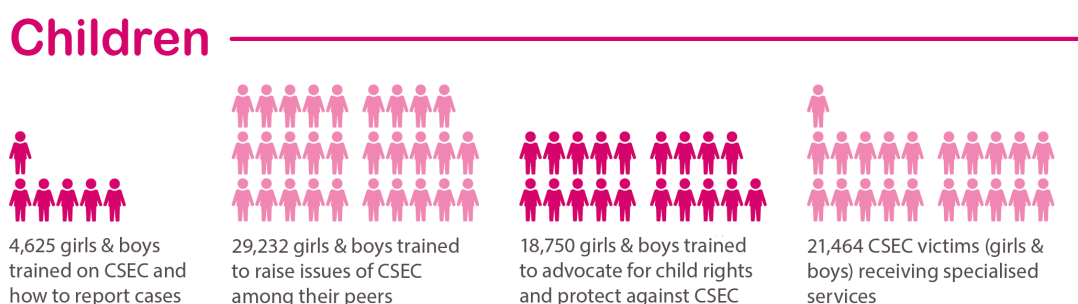 Children
4,625 girls & boys
trained on CSEC and
how to report cases
29,232 girls & boys trained
to raise issues of CSEC
among their peers
18,750 girls & boys trained
to advocate for child rights
and protect against CSEC
21,464 CSEC victims (girls &
boys) receiving specialised
services